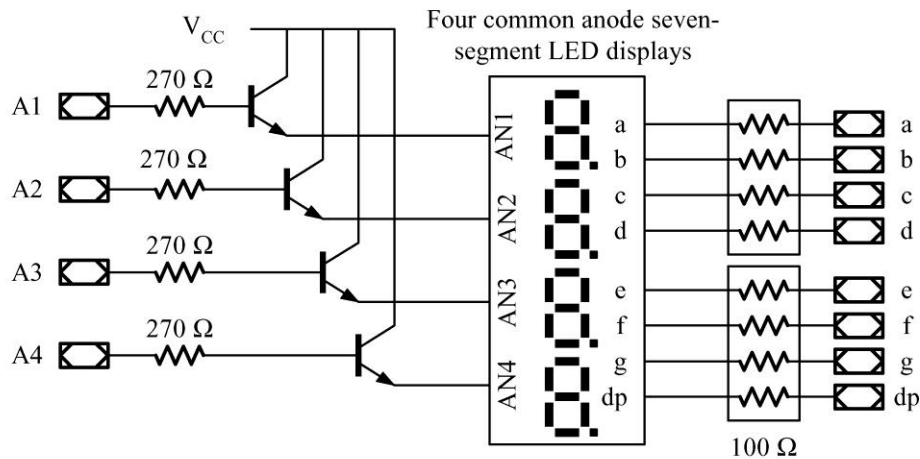 V_CC
Four common anode seven-
segment LED displays
270 Ω
A1
270 Ω
A2
270 Ω
A3
270 Ω
A4
AN1
AN2
AN3
AN4
a
b
c
d
e
f
g
dp
a
b
c
d
e
f
g
dp
100 Ω